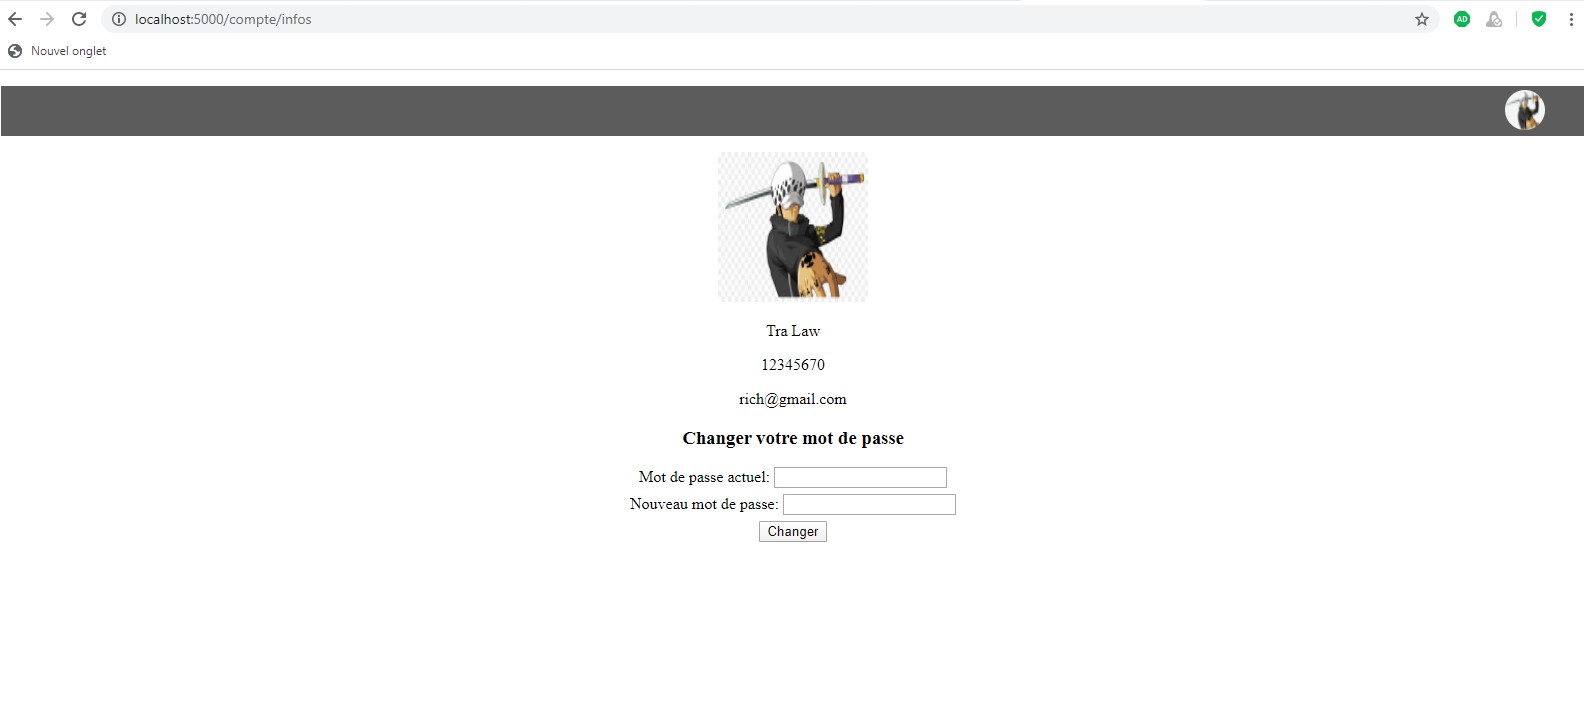 localhost:5000/compte/infos
AD
Nouvel onglet
Tra Law
12345670
rich@gmail.com
Changer votre mot de passe
Mot de passe actuel:
Nouveau mot de passe:
Changer